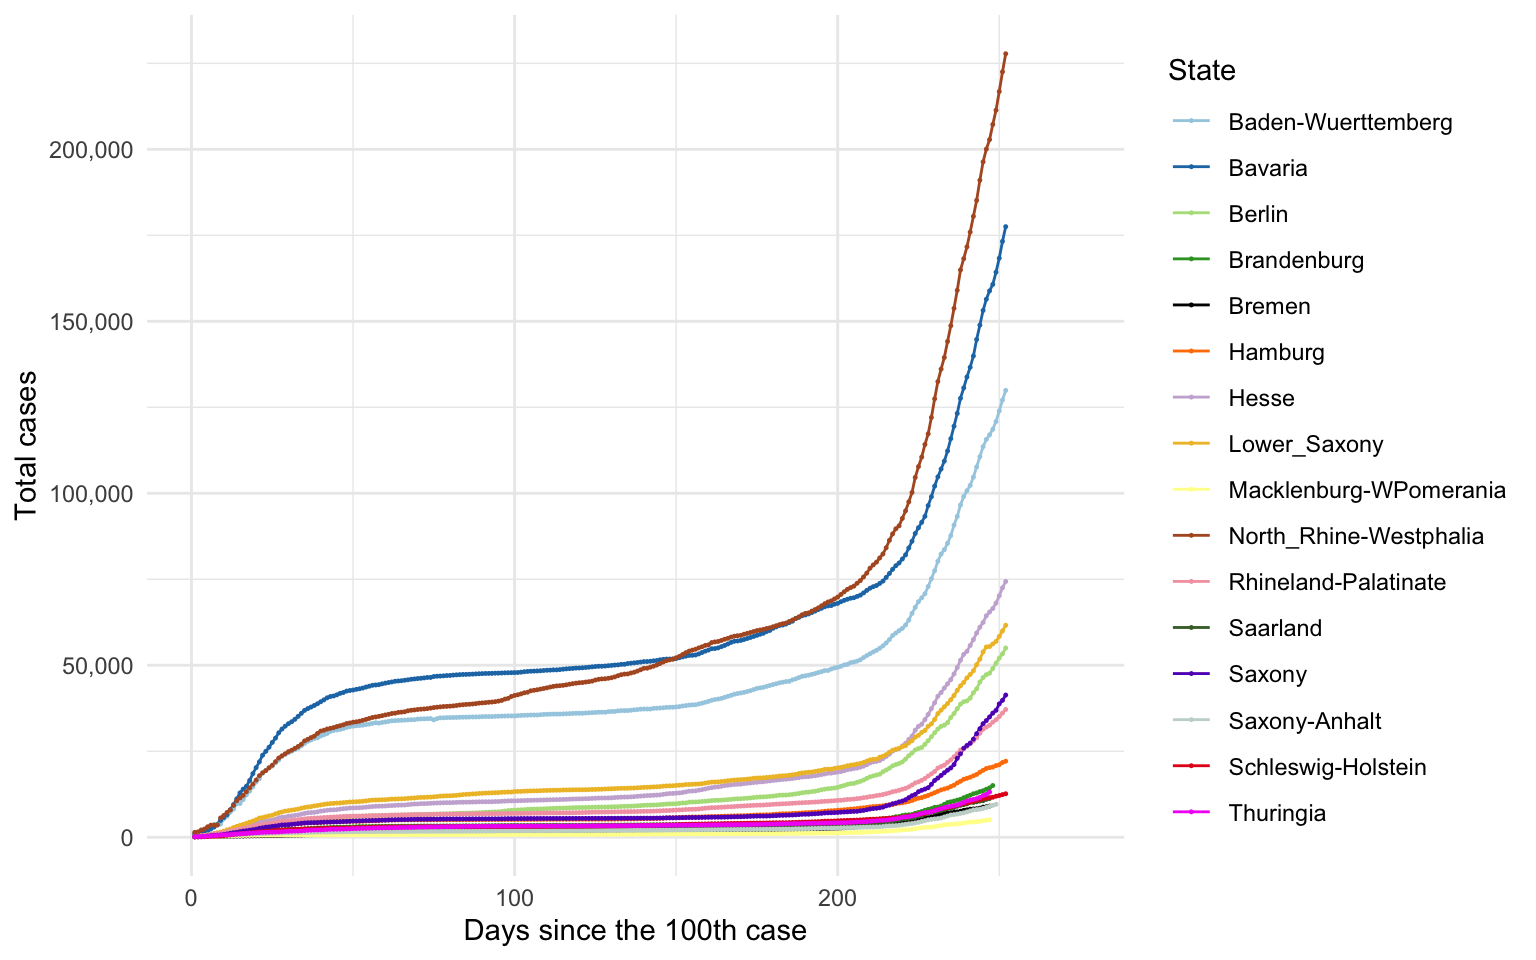 State
Baden-Wuerttemberg
Bavaria
Berlin
Brandenburg
Bremen
Hamburg
Hesse
Lower_Saxony
Macklenburg-WPomerania
North_Rhine-Westphalia
Rhineland-Palatinate
Saarland
Saxony
Saxony-Anhalt
Schleswig-Holstein
Thuringia
Total cases
200,000
150,000
100,000
50,000
0
0 100 200
Days since the 100th case